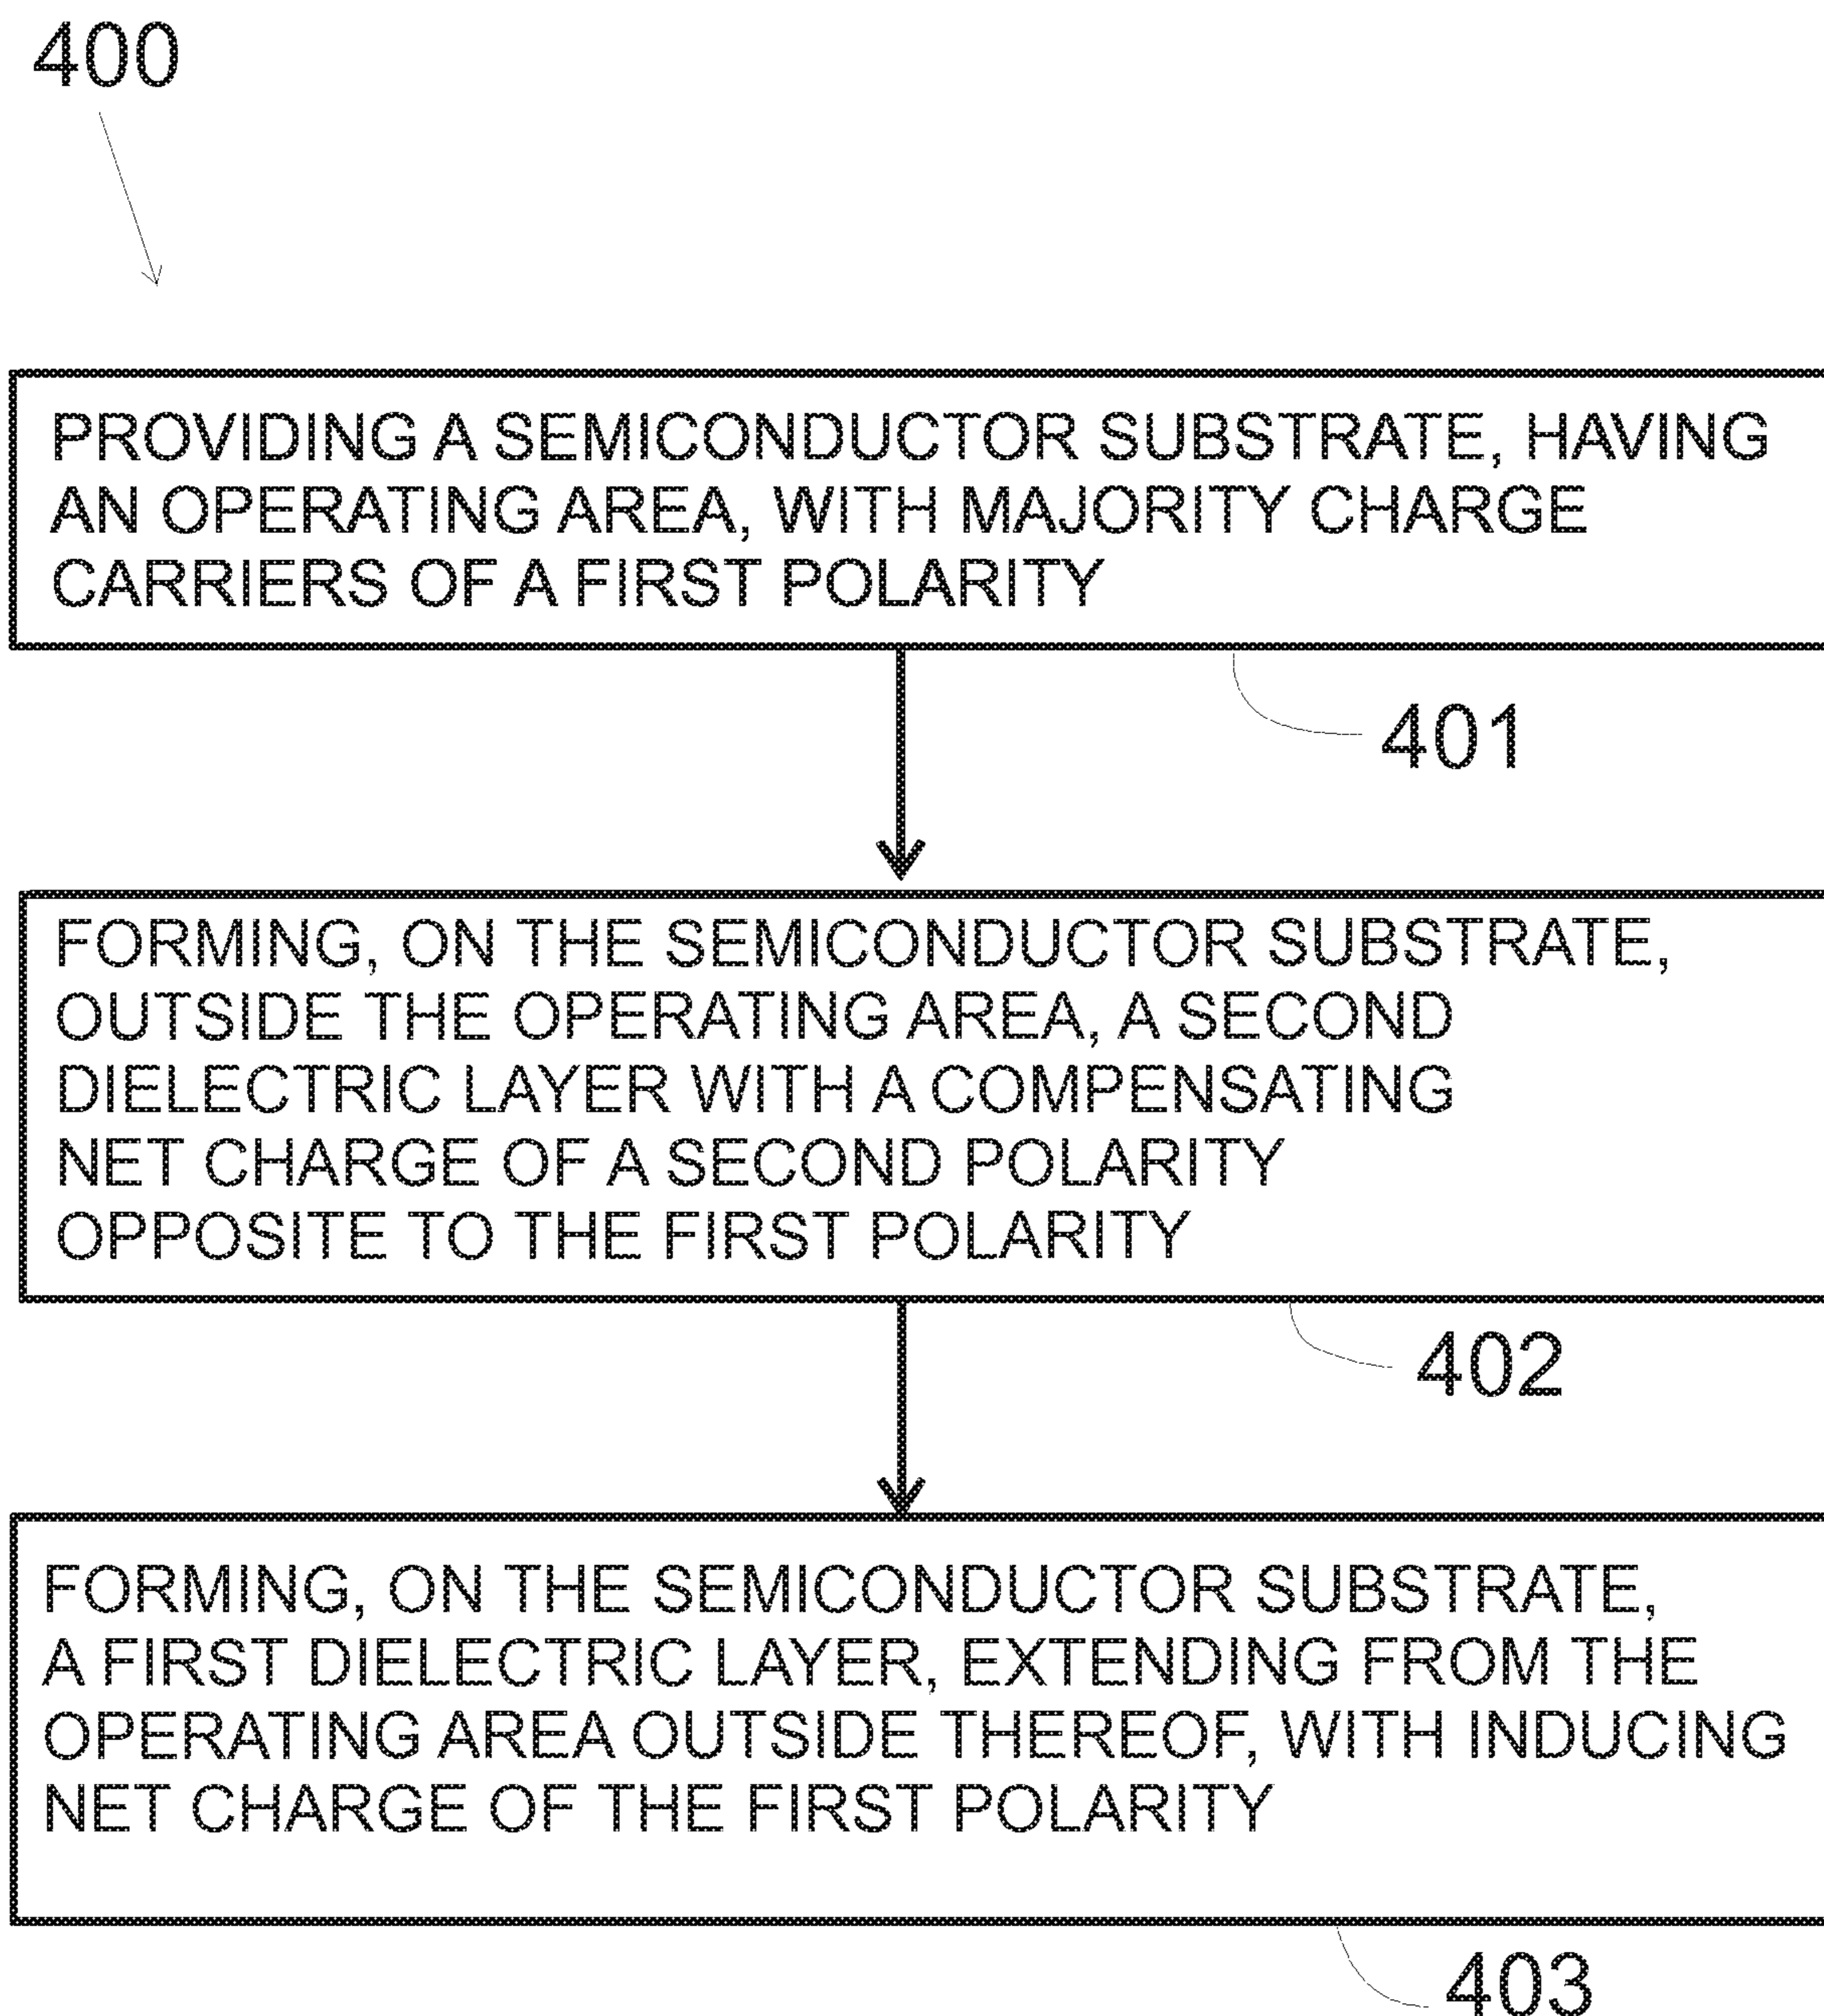 400
PROVIDING A SEMICONDUCTOR SUBSTRATE, HAVING
AN OPERATING AREA, WITH MAJORITY CHARGE
CARRIERS OF A FIRST POLARITY
401
FORMING, ON THE SEMICONDUCTOR SUBSTRATE,
OUTSIDE THE OPERATING AREA, A SECOND
DIELECTRIC LAYER WITH A COMPENSATING
NET CHARGE OF A SECOND POLARITY
OPPOSITE TO THE FIRST POLARITY
402
FORMING, ON THE SEMICONDUCTOR SUBSTRATE,
A FIRST DIELECTRIC LAYER, EXTENDING FROM THE
OPERATING AREA OUTSIDE THEREOF, WITH INDUCING
NET CHARGE OF THE FIRST POLARITY
403